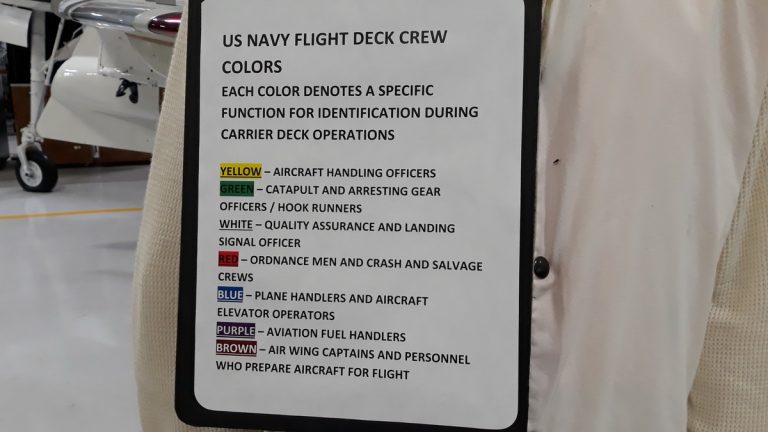 US NAVY FLIGHT DECK CREW
COLORS
EACH COLOR DENOTES A SPECIFIC
FUNCTION FOR IDENTIFICATION DURING
CARRIER DECK OPERATIONS
YELLOW – AIRCRAFT HANDLING OFFICERS
GREEN – CATAPULT AND ARRESTING GEAR
OFFICERS / HOOK RUNNERS
WHITE – QUALITY ASSURANCE AND LANDING
SIGNAL OFFICER
RED – ORDNANCE MEN AND CRASH AND SALVAGE
CREWS
BLUE – PLANE HANDLERS AND AIRCRAFT
ELEVATOR OPERATORS
PURPLE – AVIATION FUEL HANDLERS
BROWN – AIR WING CAPTAINS AND PERSONNEL
WHO PREPARE AIRCRAFT FOR FLIGHT